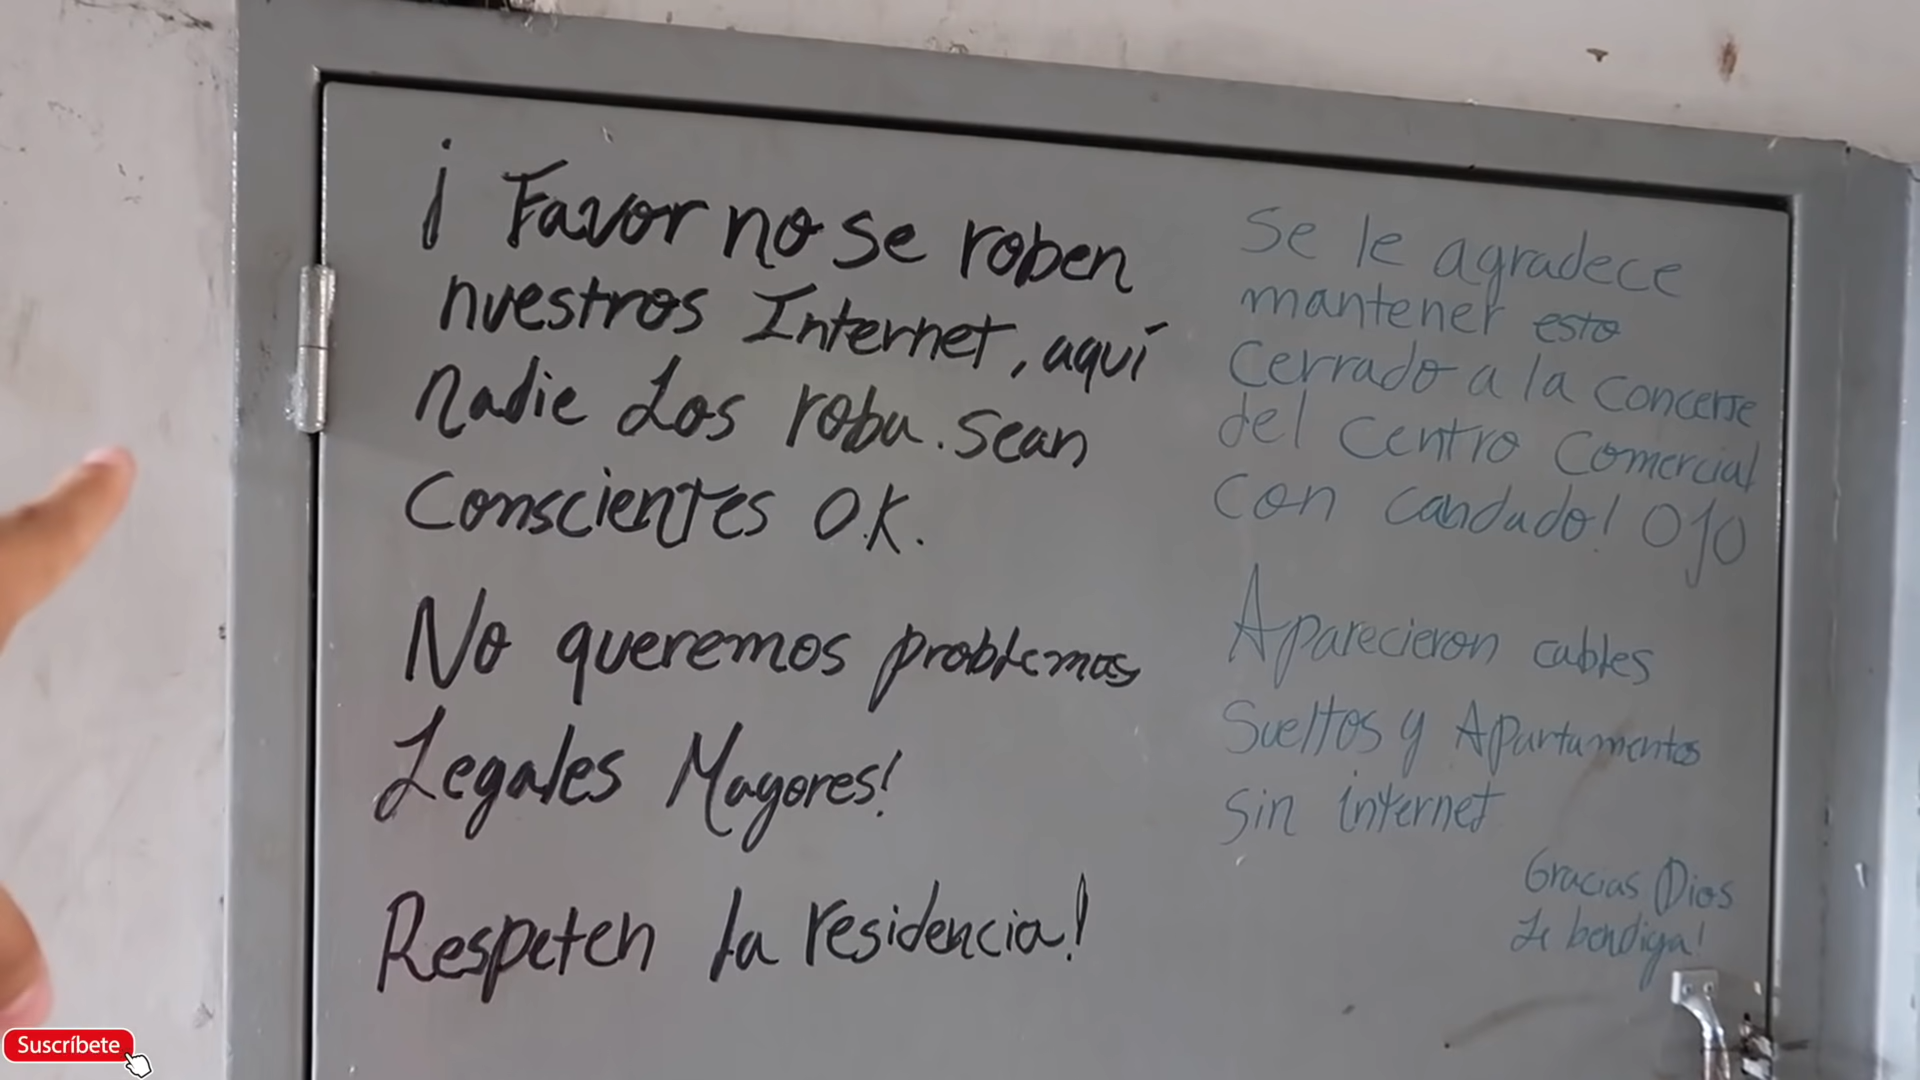 ¡ Favor no se roben
nuestros Internet, aquí
nadie Los roba. sean
Conscientes O.K.
No queremos problemas
Legales Mayores!
Respeten La residencia!
Se le agradece
mantener esto
Cerrado a la concerje
del Centro Comercial
Con candado! OJO
Aparecieron cables
Sueltos y Apartamentos
Sin internet
Gracias Dios
Le bendiga!
Suscríbete